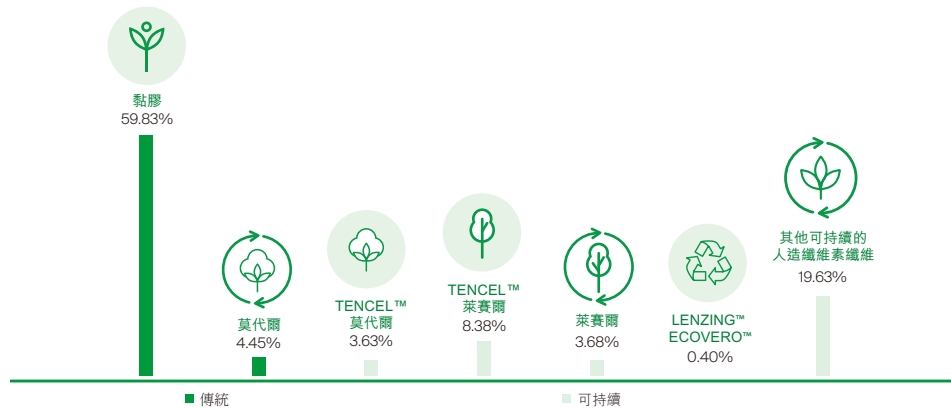 黏膠
59.83%
莫代爾
4.45%
TENCEL™
莫代爾
3.63%
TENCEL™
萊賽爾
8.38%
萊賽爾
3.68%
LENZING™
ECOVERO™
0.40%
其他可持續的
人造纖維素纖維
19.63%
傳統
可持續